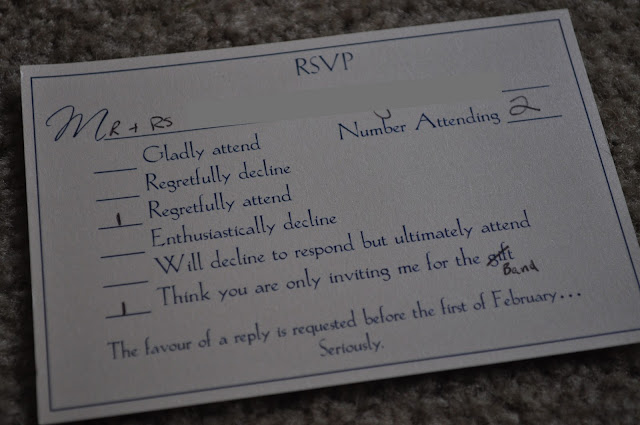 RSVP
MR + RS
Number Attending 2
Gladly attend
Regretfully decline
1 Regretfully attend
Enthusiastically decline
Will decline to respond but ultimately attend
1 Think you are only inviting me for the gift
Band
The favour of a reply is requested before the first of February...
Seriously.